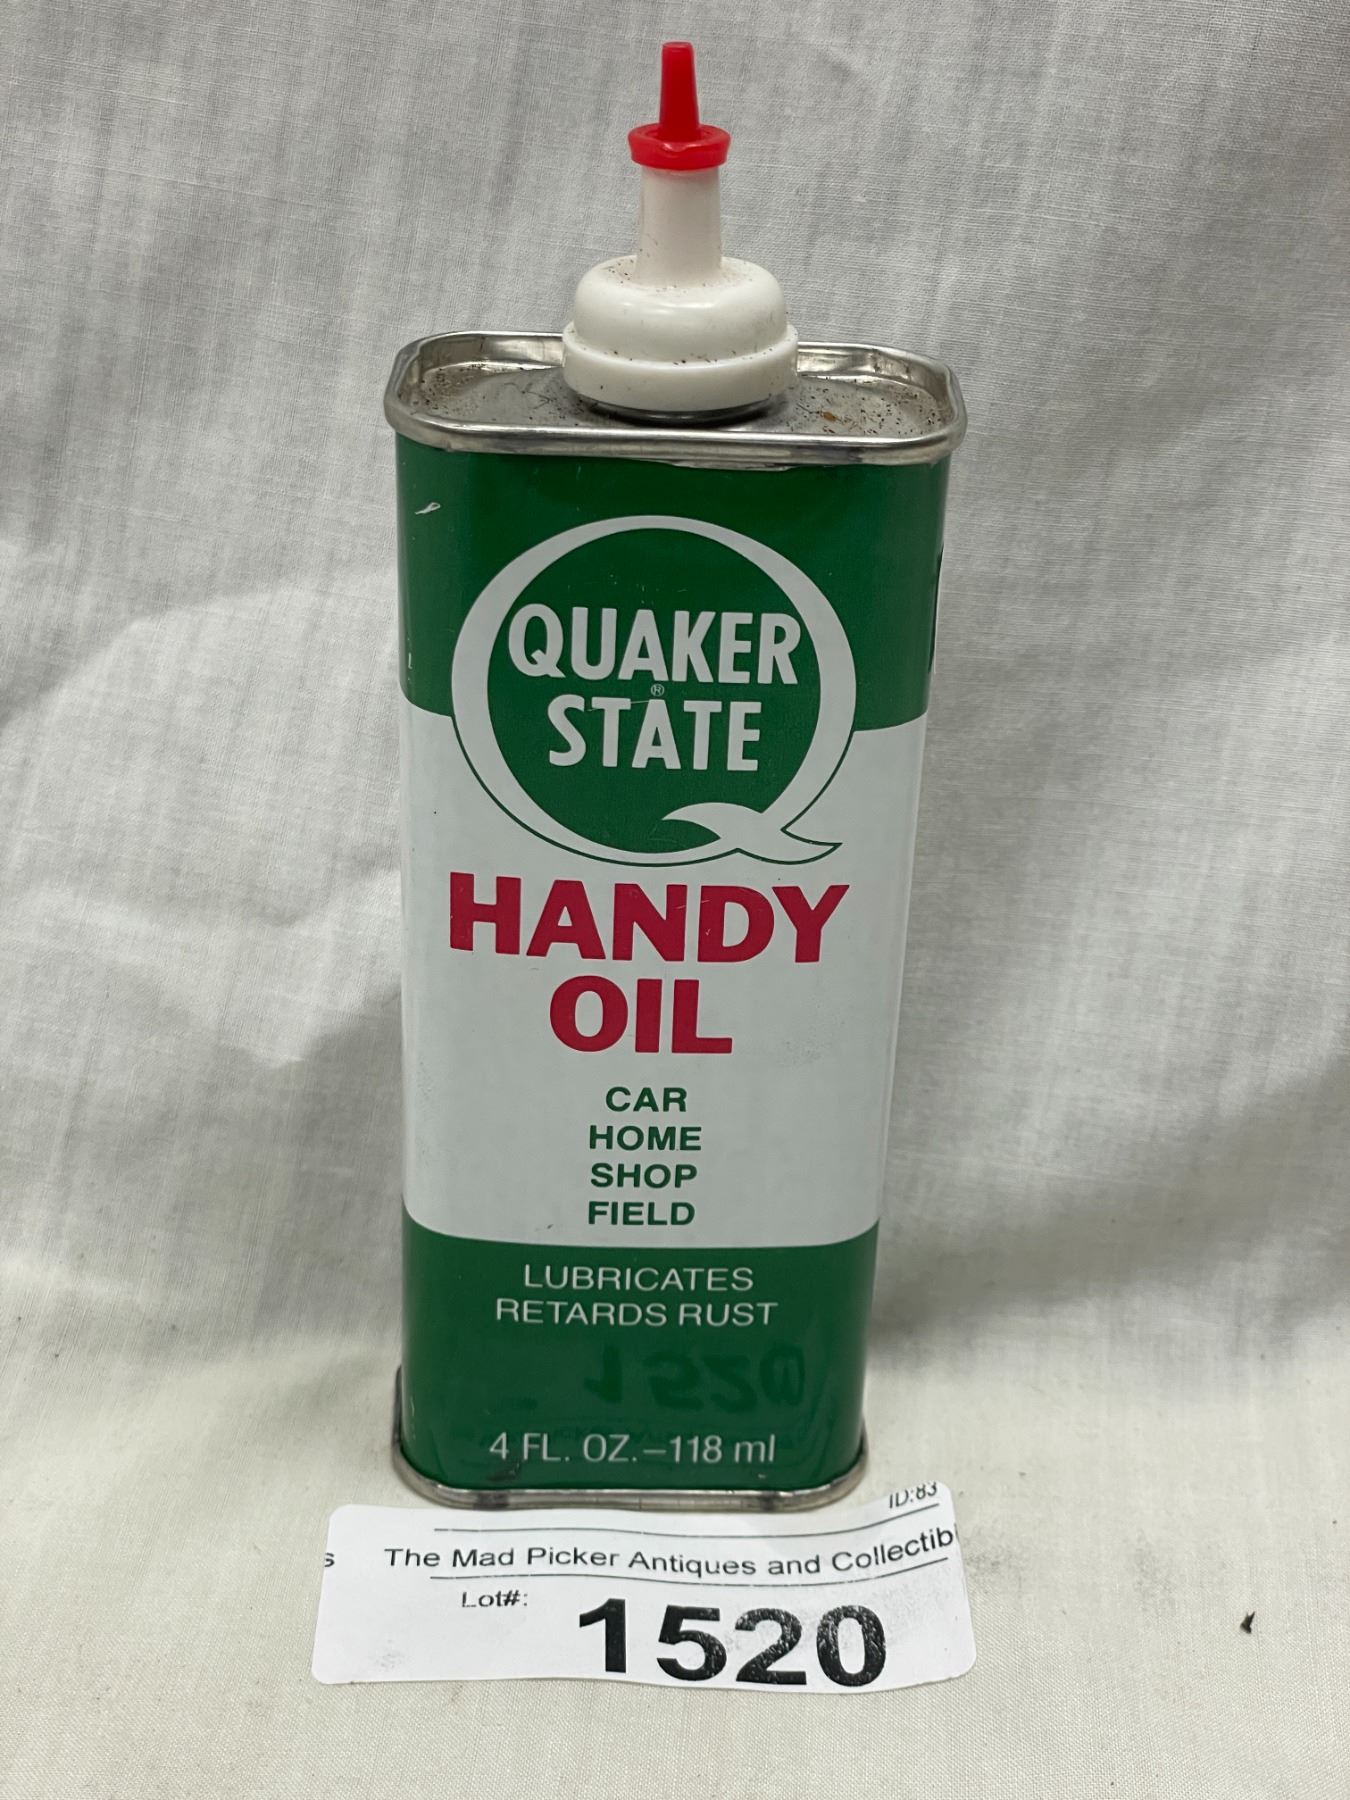 QUAKER
®
STATE
HANDY
OIL
CAR
HOME
SHOP
FIELD
LUBRICATES
RETARDS RUST
4 FL. OZ.–118 ml
ID:83
s The Mad Picker Antiques and Collectib
Lot#: 1520